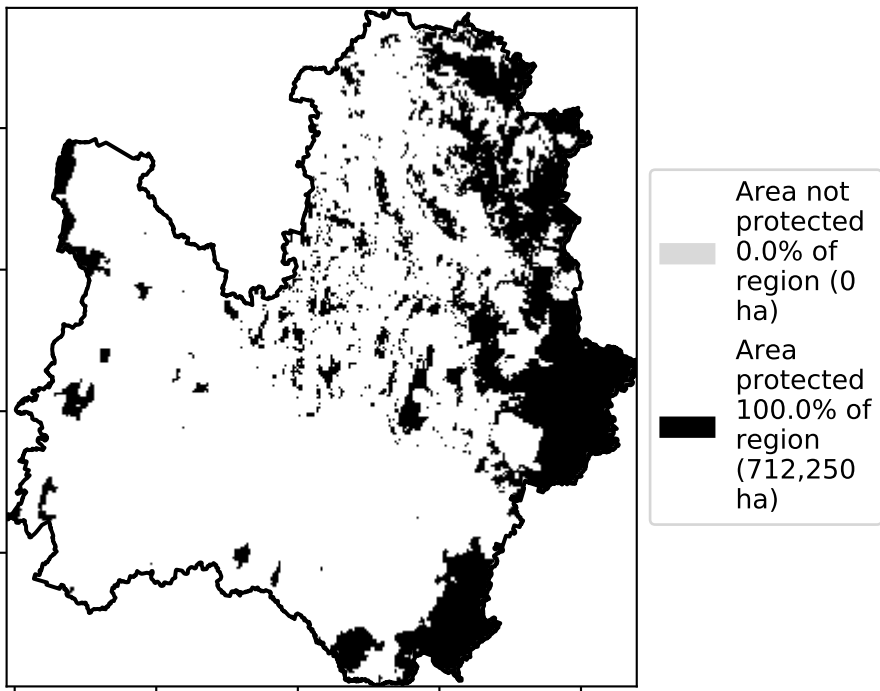 Area not
protected
0.0% of
region (0
ha)
Area
protected
100.0% of
region
(712,250
ha)